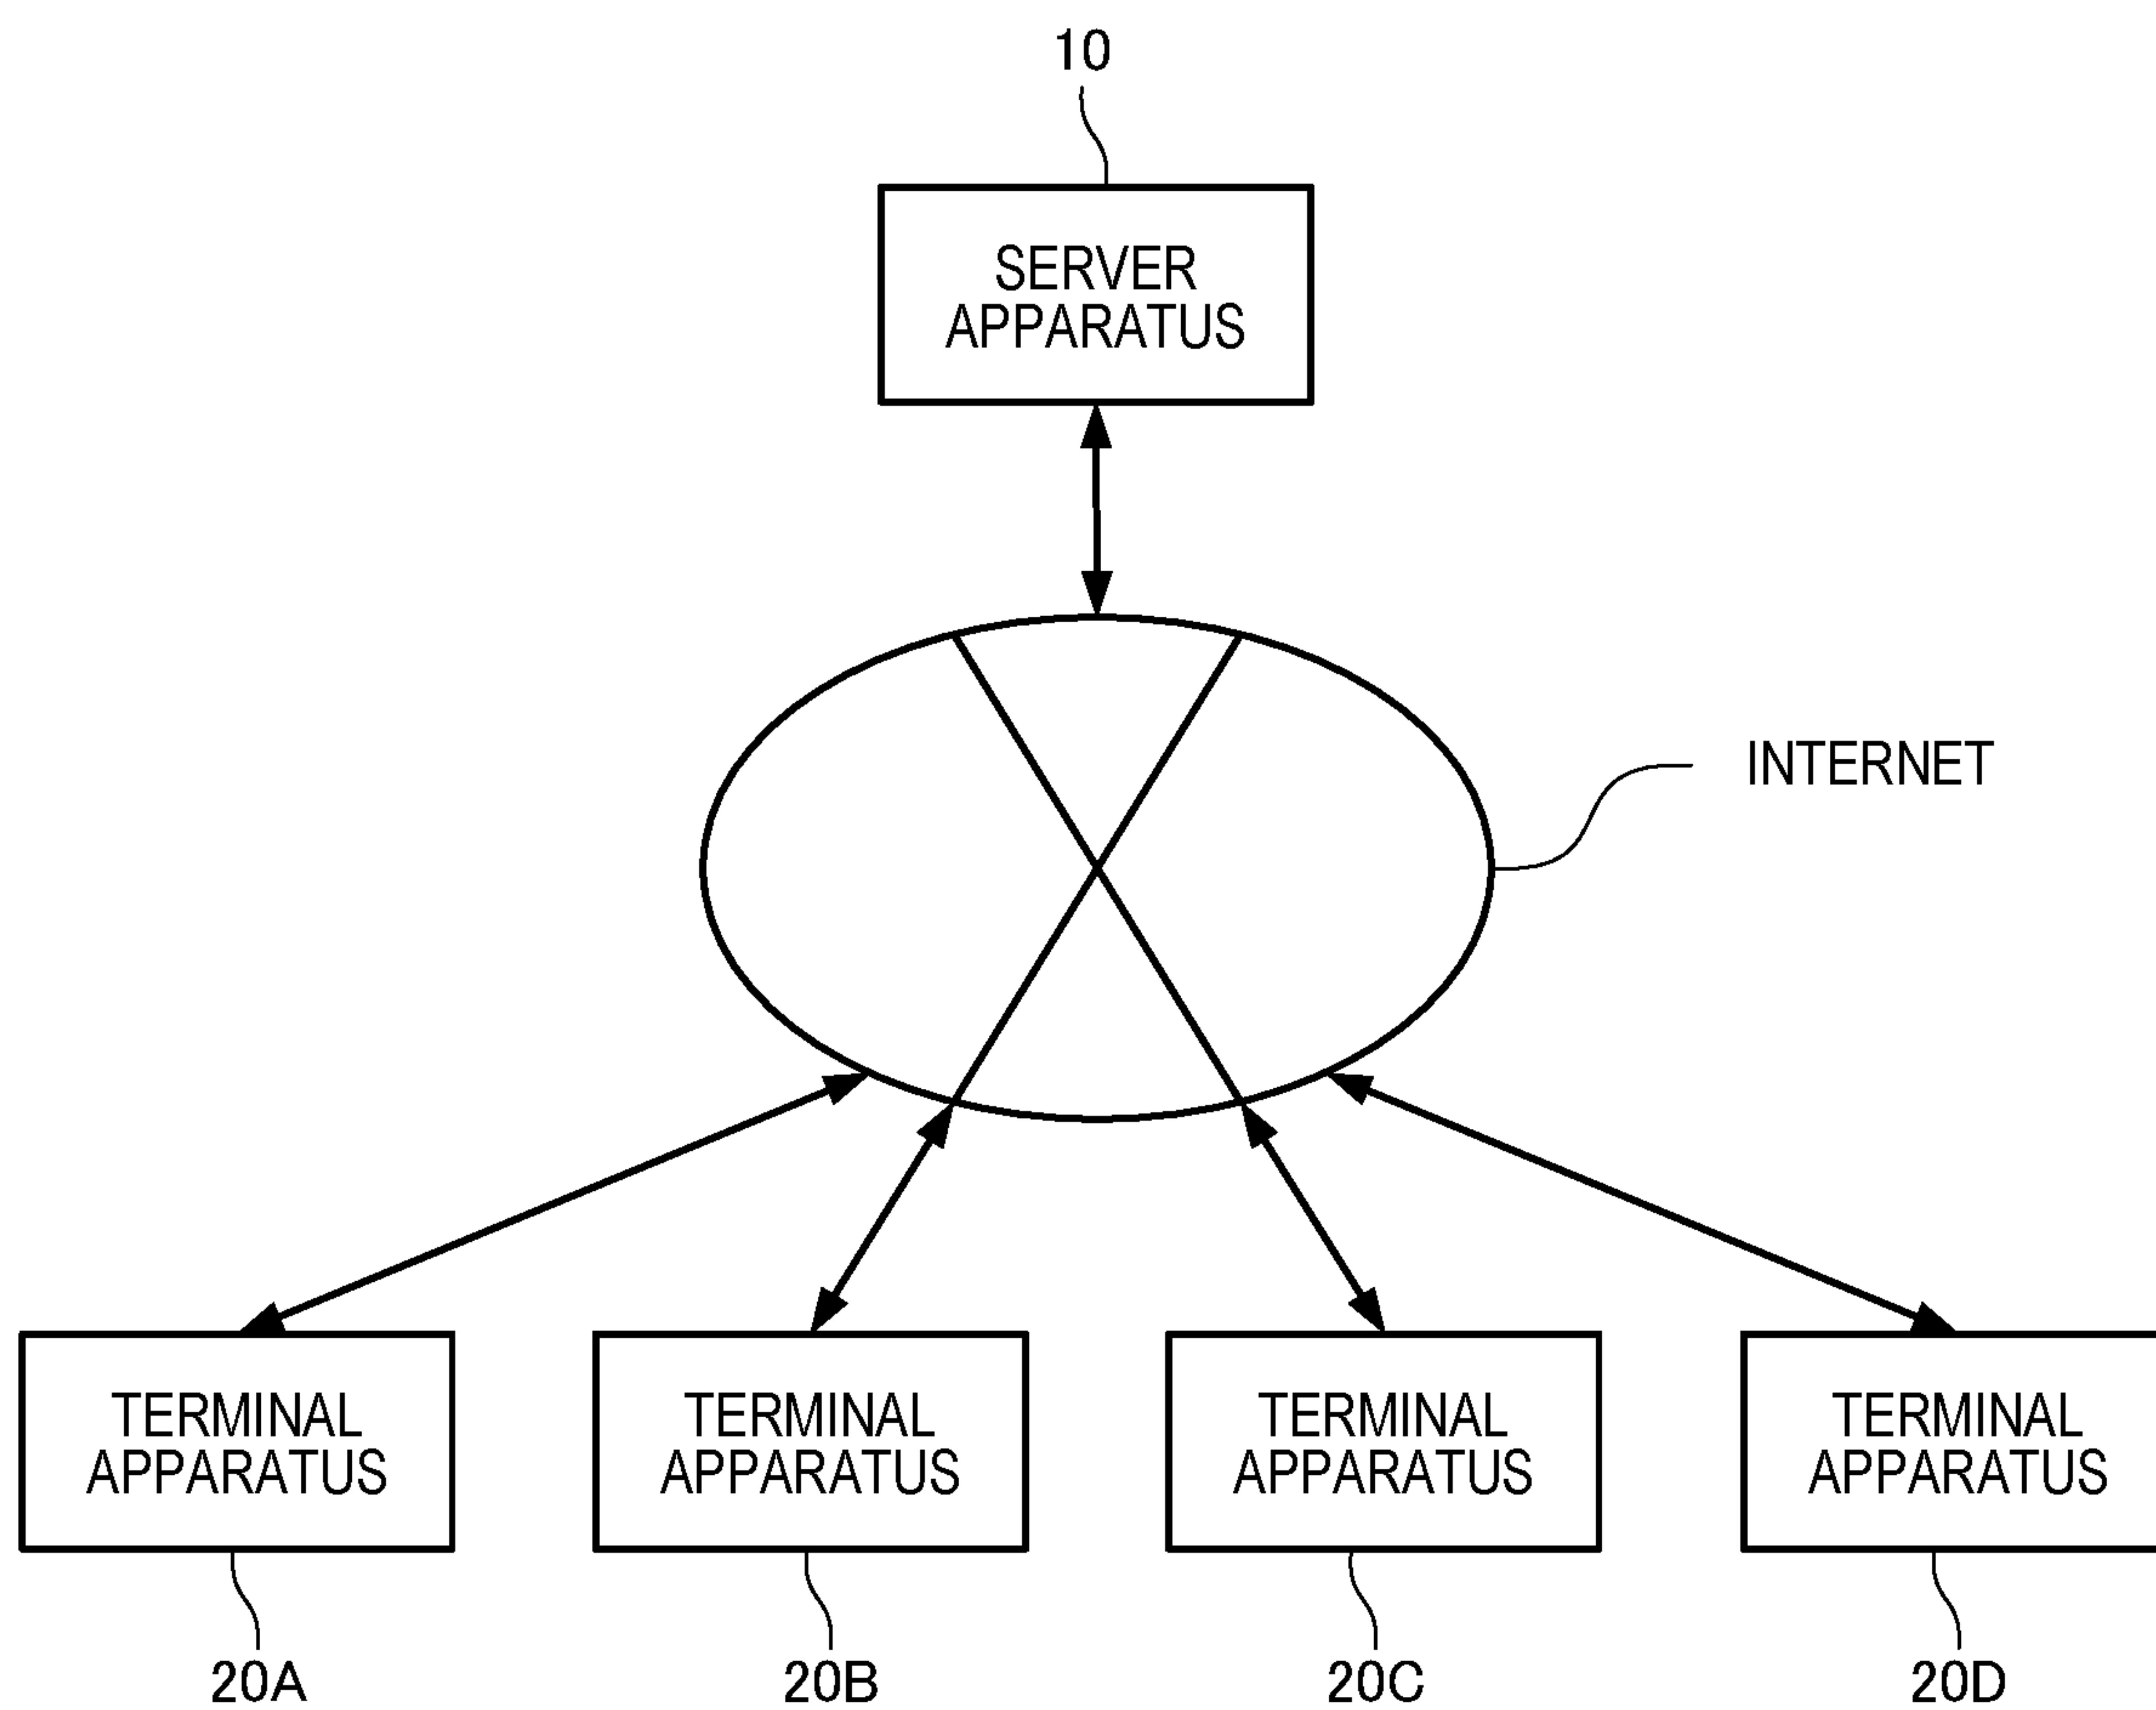 10
SERVER
APPARATUS
INTERNET
TERMINAL
APPARATUS
TERMINAL
APPARATUS
TERMINAL
APPARATUS
TERMINAL
APPARATUS
20A
20B
20C
20D